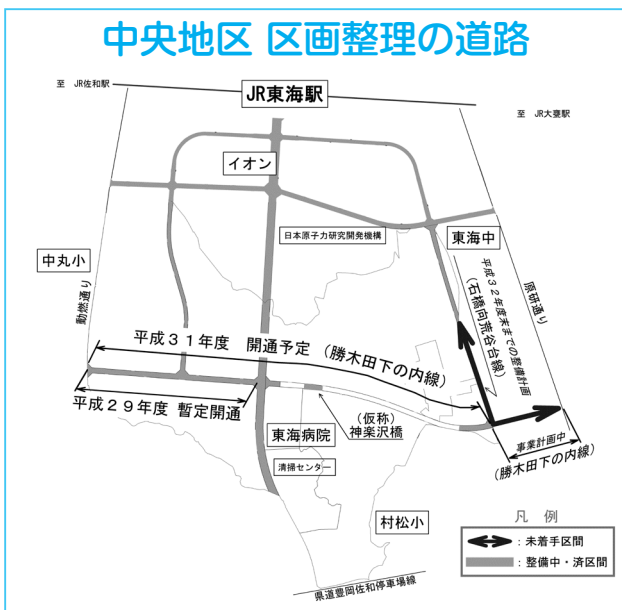 中央地区 区画整理の道路
至 JR佐和駅
JR東海駅
至 JR大甕駅
イオン
日本原子力研究開発機構
東海中
中丸小
動燃通り
原研通り
平成32年度末までの整備計画
(石橋向荒谷台線)
平成31年度 開通予定 (勝木田下の内線)
平成29年度 暫定開通
(仮称)
神楽沢橋
東海病院
清掃センター
事業計画中
(勝木田下の内線)
村松小
県道豊岡佐和停車場線
凡 例
:未着手区間
:整備中・済区間